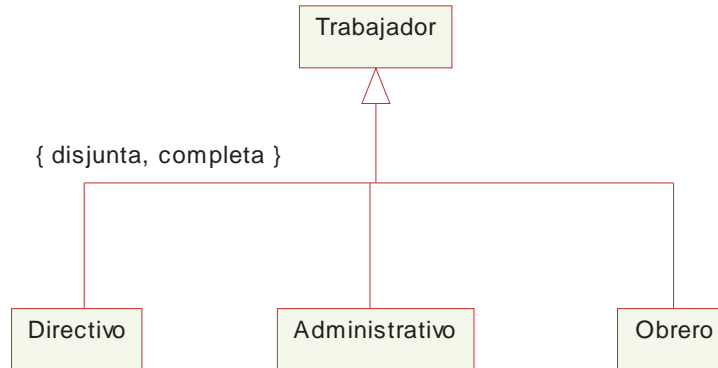 Trabajador
{ disjunta, completa }
Directivo
Administrativo
Obrero